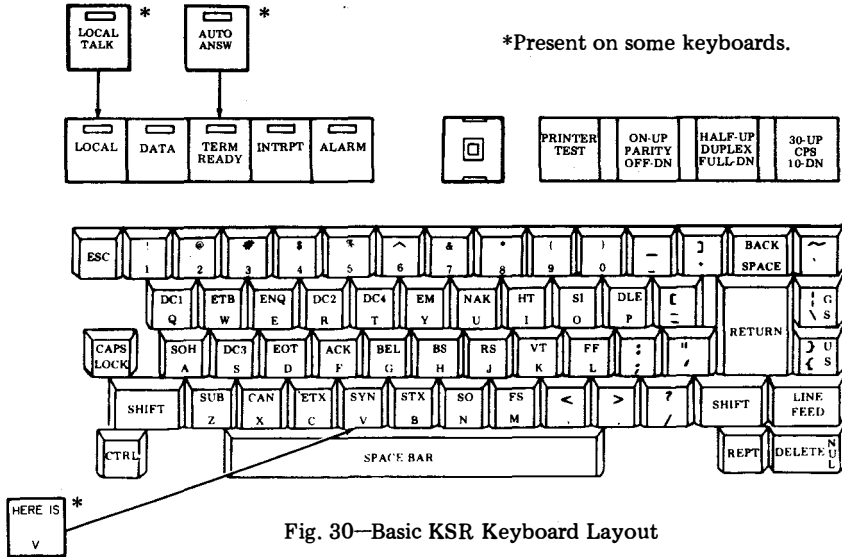 LOCAL TALK *
AUTO ANSW *
*Present on some keyboards.
LOCAL DATA TERM READY INTRPT ALARM
PRINTER TEST
ON-UP PARITY OFF-DN
HALF-UP DUPLEX FULL-DN
30-UP CPS 10-DN
ESC ! 1 @ 2 # 3 $ 4 % 5 ^ 6 & 7 * 8 ( 9 ) 0 _ - ] BACK SPACE ~ `
DC1 Q ETB W ENQ E DC2 R DC4 T EM Y NAK U HT I SI O DLE P [ = RETURN | \ GS
CAPS LOCK SOH A DC3 S EOT D ACK F BEL G BS H RS J VT K FF L : ; " ' } { US
SHIFT SUB Z CAN X ETX C SYN V STX B SO N FS M < , > . ? / SHIFT LINE FEED
CTRL SPACE BAR REPT DELETE NUL
HERE IS V *
Fig. 30—Basic KSR Keyboard Layout